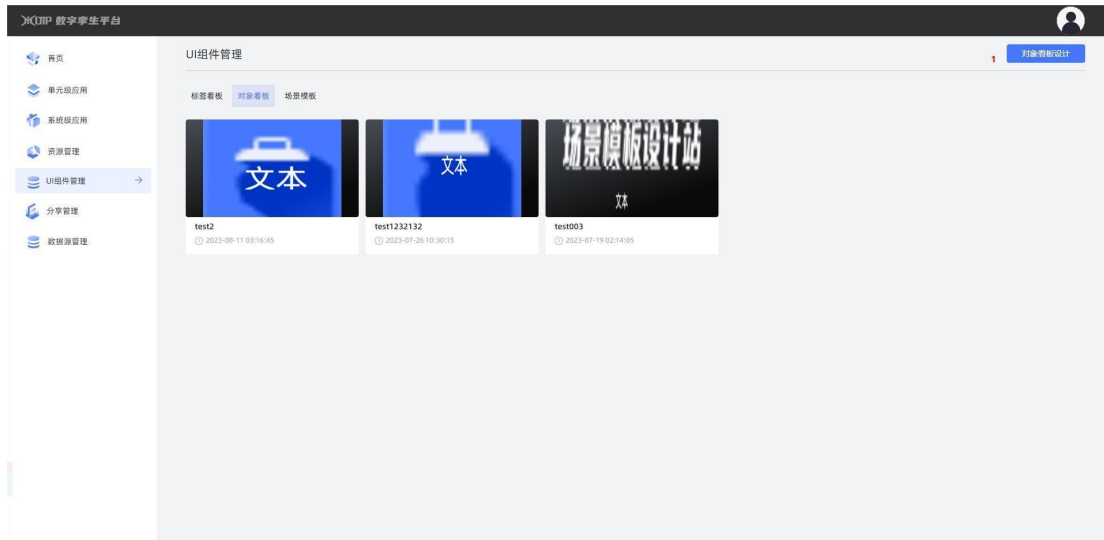 数字孪生平台
首页
单元级应用
系统级应用
资源管理
UI组件管理 →
分享管理
数据源管理
UI组件管理
1 对象看板设计
标签看板 对象看板 场景模板
文本
文本
场景模板设计站
文本
test2
2023-08-11 03:16:45
test1232132
2023-07-26 10:30:15
test003
2023-07-19 02:14:05